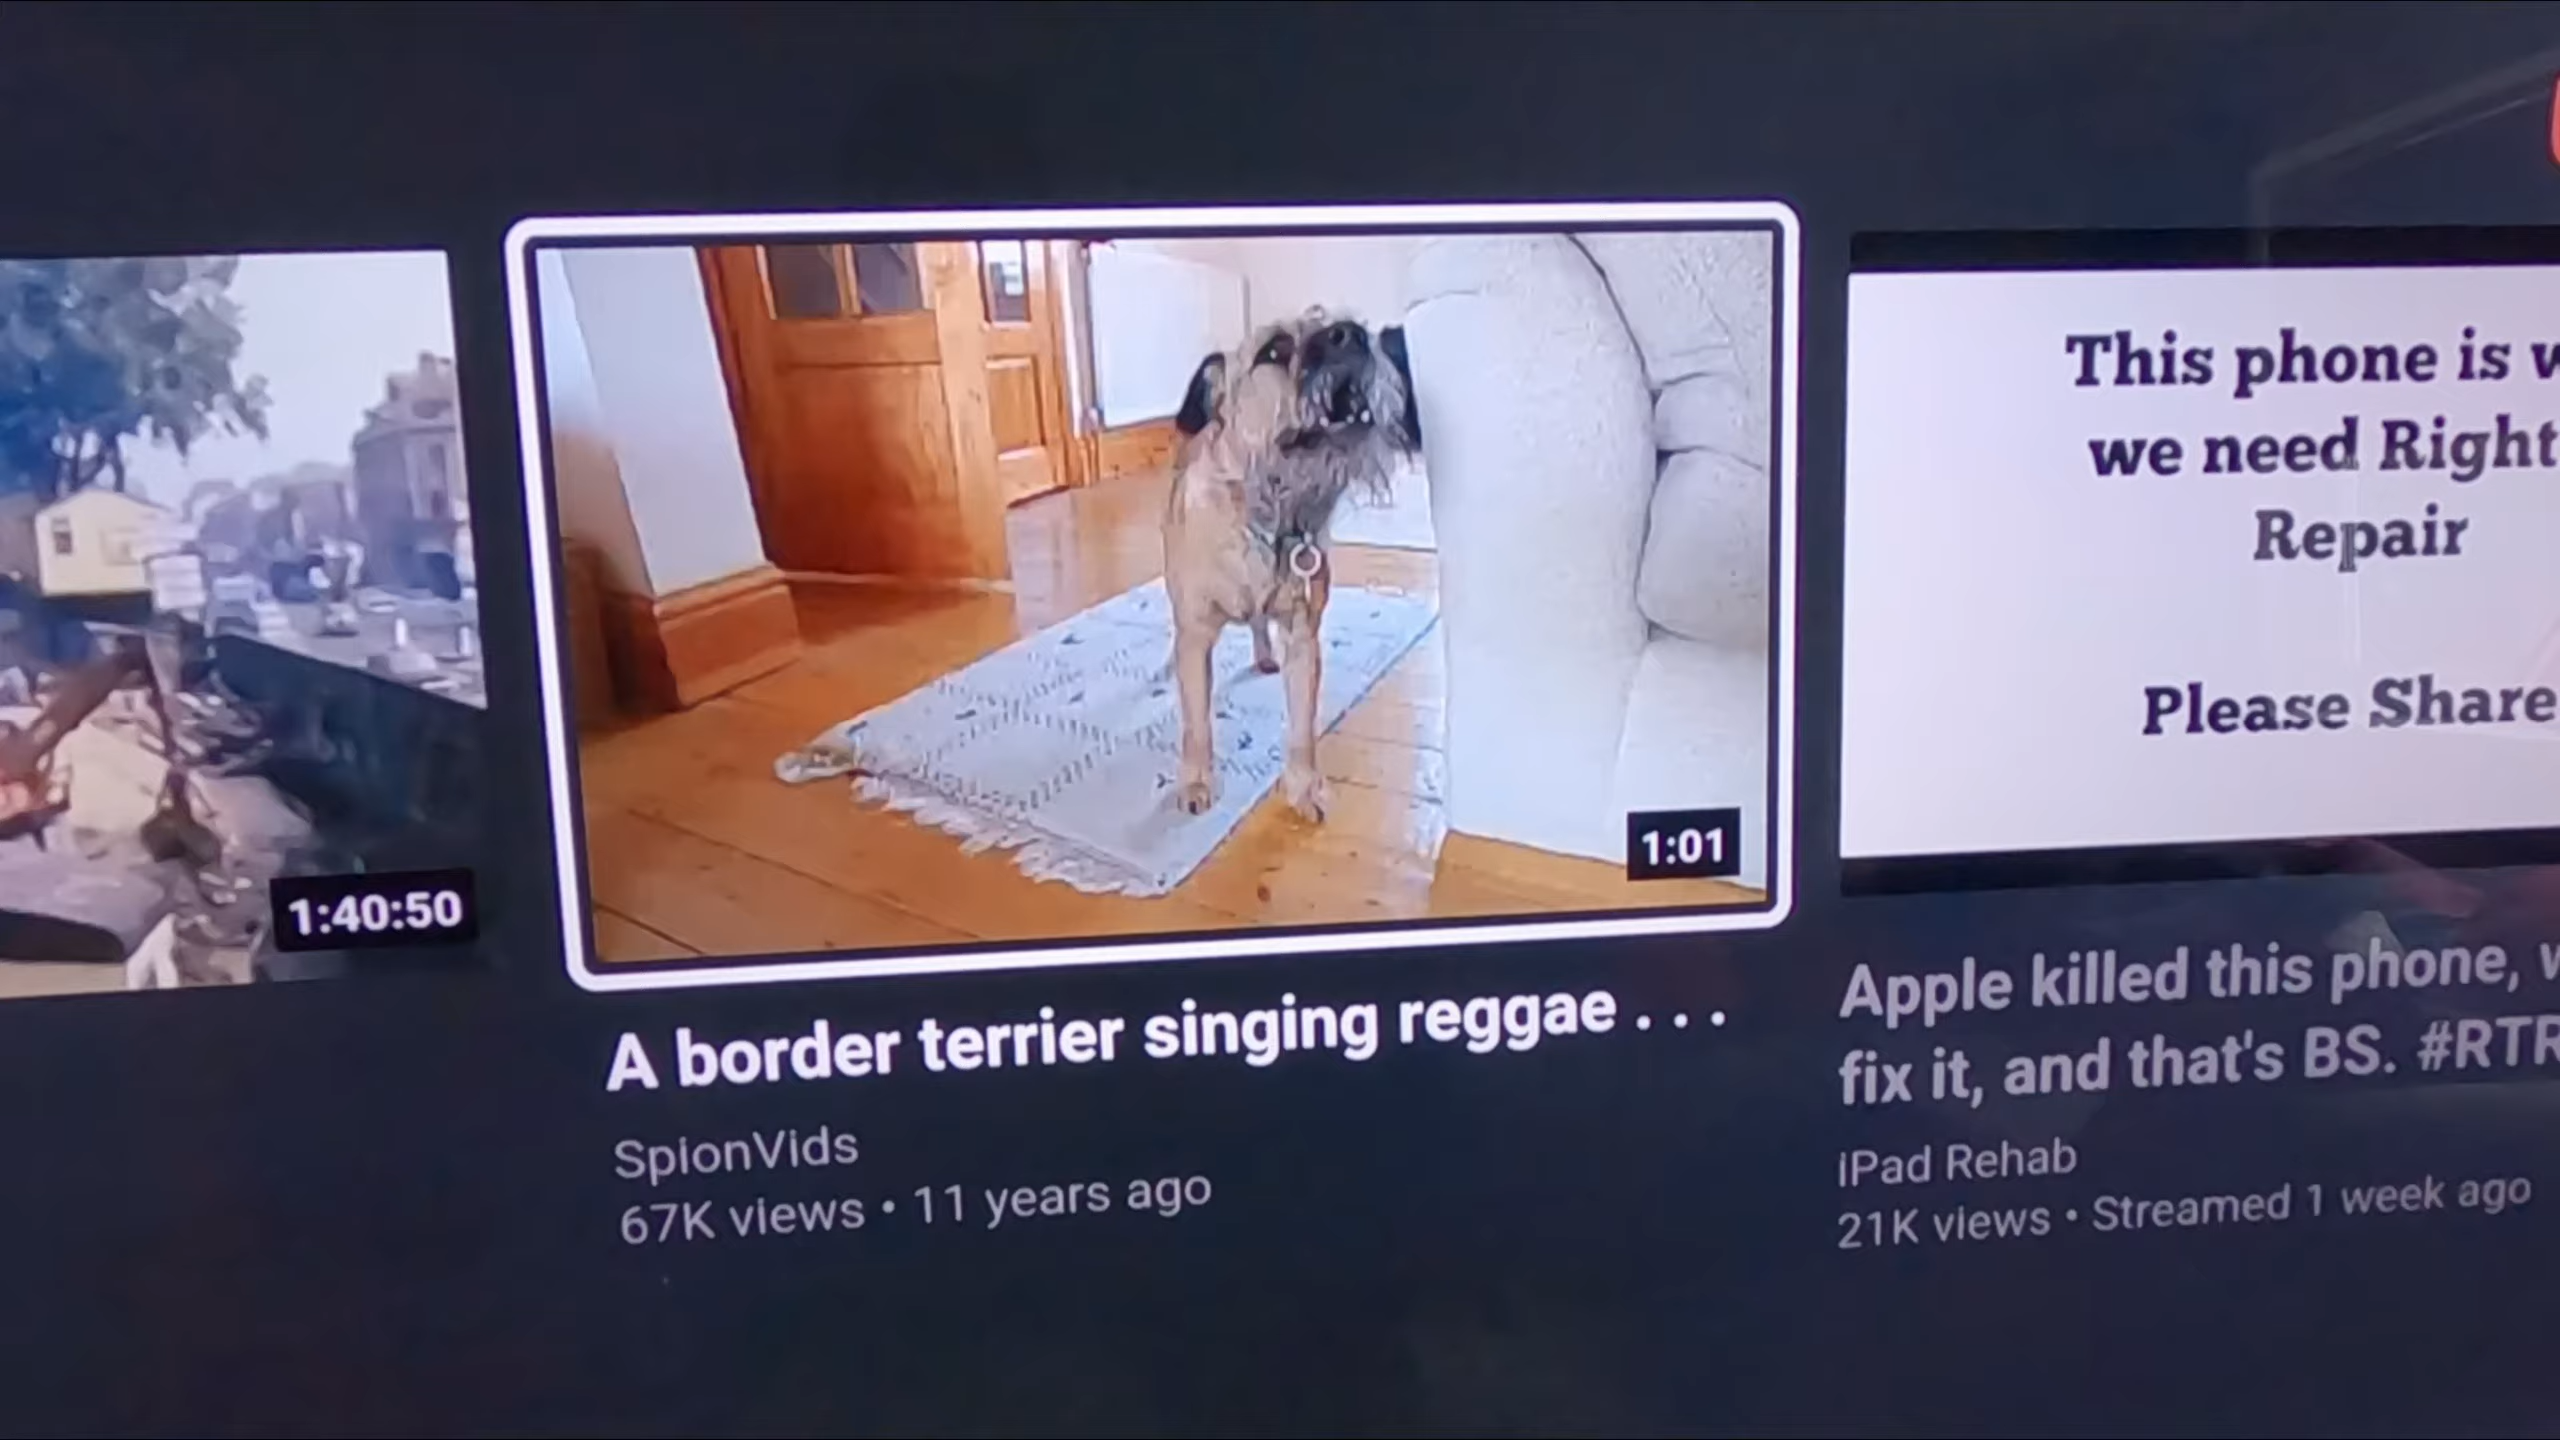 1:40:50
1:01
A border terrier singing reggae . . .
SpionVids
67K views • 11 years ago
This phone is
we need Right
Repair
Please Share
Apple killed this phone,
fix it, and that's BS. #RTR
iPad Rehab
21K views • Streamed 1 week ago